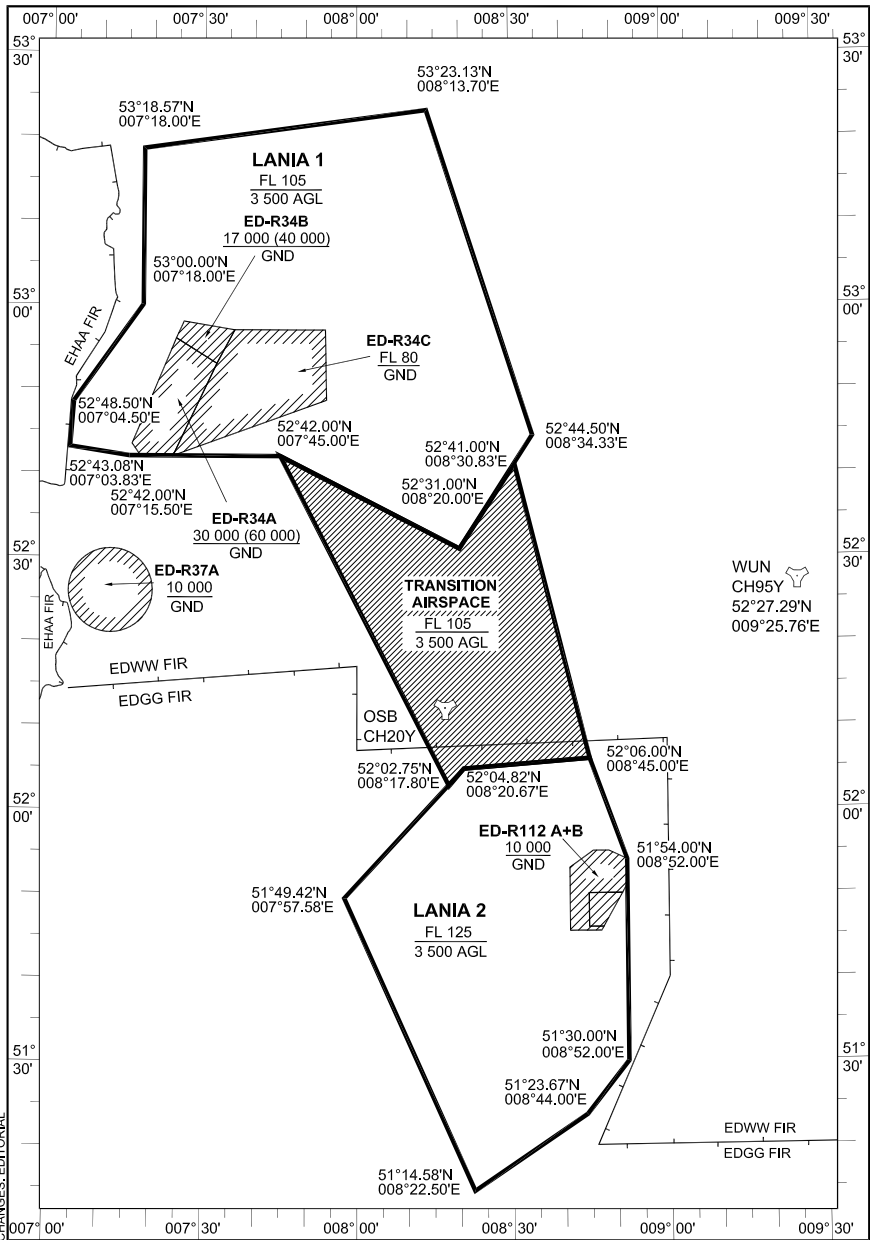 007°00'
007°30'
008°00'
008°30'
009°00'
009°30'
53°
30'
53°
30'
53°23.13'N
008°13.70'E
53°18.57'N
007°18.00'E
LANIA 1
FL 105
3 500 AGL
ED-R34B
17 000 (40 000)
GND
53°00.00'N
007°18.00'E
53°
00'
53°
00'
EHAA FIR
ED-R34C
FL 80
GND
52°48.50'N
007°04.50'E
52°42.00'N
007°45.00'E
52°44.50'N
008°34.33'E
52°41.00'N
008°30.83'E
52°43.08'N
007°03.83'E
52°31.00'N
008°20.00'E
52°42.00'N
007°15.50'E
ED-R34A
30 000 (60 000)
GND
52°
30'
52°
30'
ED-R37A
10 000
GND
EHAA FIR
TRANSITION
AIRSPACE
FL 105
3 500 AGL
WUN
CH95Y
52°27.29'N
009°25.76'E
EDWW FIR
EDGG FIR
OSB
CH20Y
52°02.75'N
008°17.80'E
52°04.82'N
008°20.67'E
52°06.00'N
008°45.00'E
52°
00'
52°
00'
ED-R112 A+B
10 000
GND
51°54.00'N
008°52.00'E
51°49.42'N
007°57.58'E
LANIA 2
FL 125
3 500 AGL
51°30.00'N
008°52.00'E
51°
30'
51°
30'
51°23.67'N
008°44.00'E
EDWW FIR
EDGG FIR
51°14.58'N
008°22.50'E
CHANGES: EDITORIAL
007°00'
007°30'
008°00'
008°30'
009°00'
009°30'